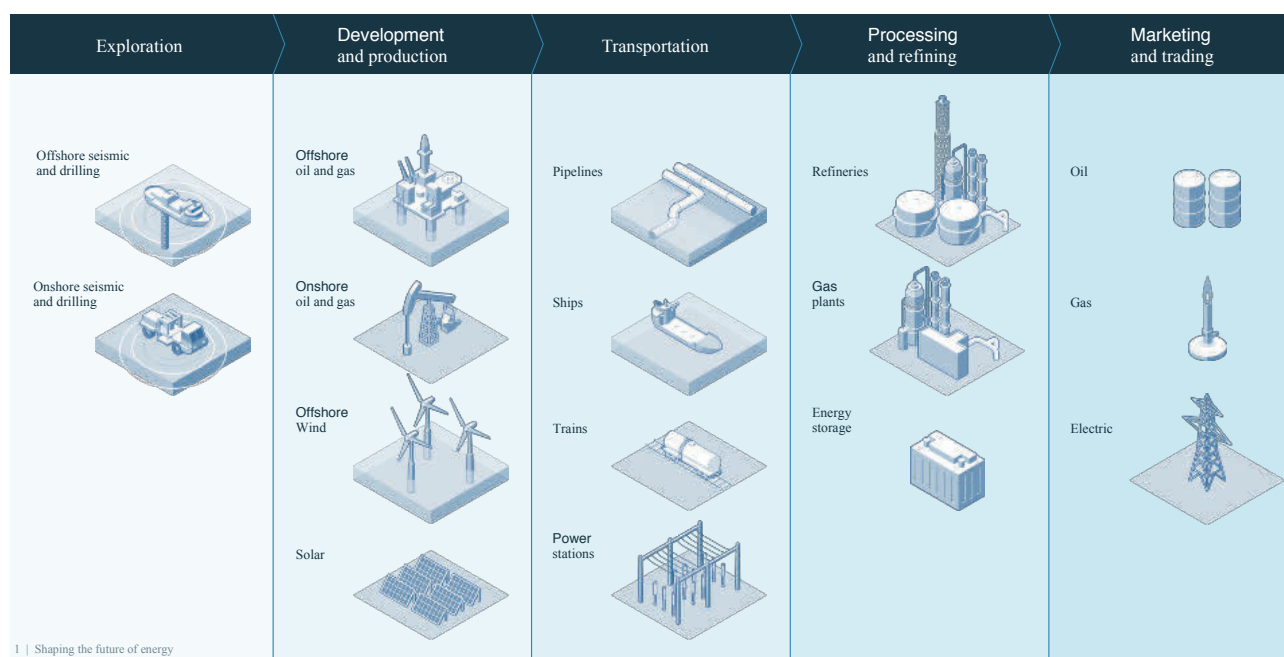 Exploration
Development
and production
Transportation
Processing
and refining
Marketing
and trading
Offshore seismic
and drilling
Onshore seismic
and drilling
Offshore
oil and gas
Onshore
oil and gas
Offshore
Wind
Solar
Pipelines
Ships
Trains
Power
stations
Refineries
Gas
plants
Energy
storage
Oil
Gas
Electric
1 | Shaping the future of energy